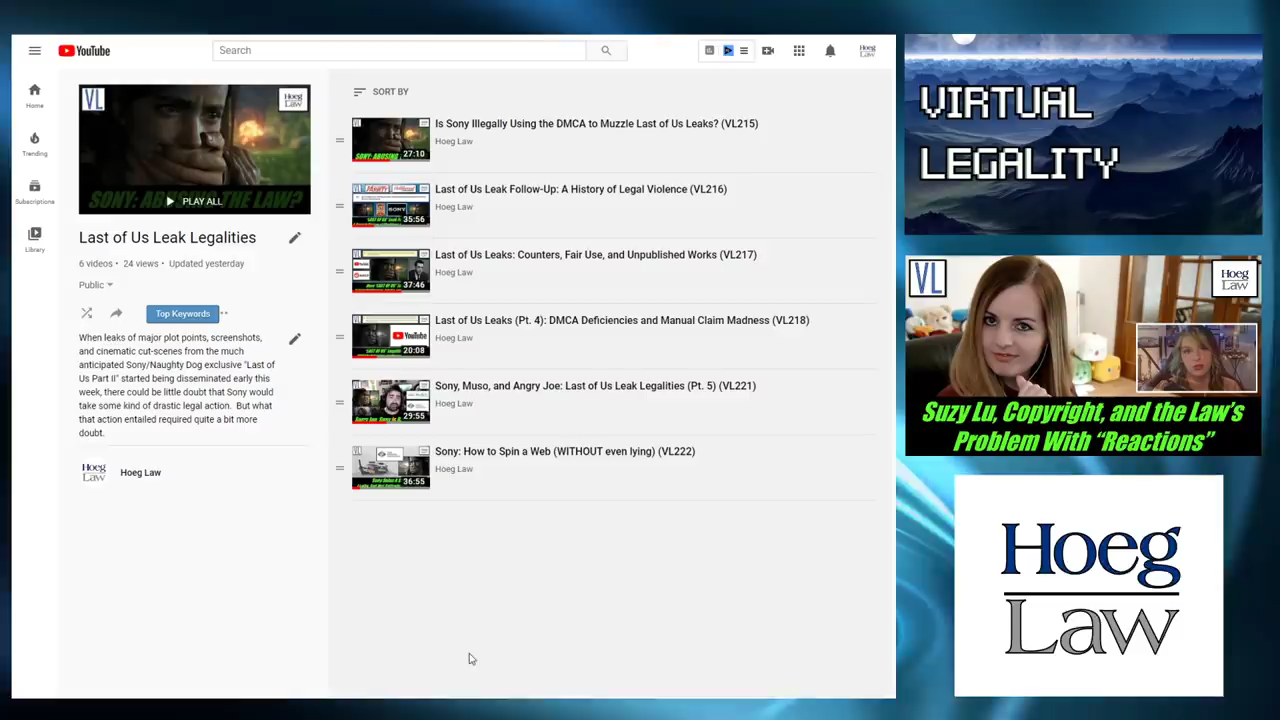 YouTube
Search
Hoeg
Law
Home
Trending
Subscriptions
Library
VL
Hoeg
Law
SONY: ABUSING THE LAW?
PLAY ALL
Last of Us Leak Legalities
6 videos • 24 views • Updated yesterday
Public
Top Keywords
When leaks of major plot points, screenshots,
and cinematic cut-scenes from the much
anticipated Sony/Naughty Dog exclusive "Last of
Us Part II" started being disseminated early this
week, there could be little doubt that Sony would
take some kind of drastic legal action. But what
that action entailed required quite a bit more
doubt.
Hoeg
Law
Hoeg Law
SORT BY
27:10
Is Sony Illegally Using the DMCA to Muzzle Last of Us Leaks? (VL215)
Hoeg Law
35:56
Last of Us Leak Follow-Up: A History of Legal Violence (VL216)
Hoeg Law
37:46
Last of Us Leaks: Counters, Fair Use, and Unpublished Works (VL217)
Hoeg Law
YouTube
20:08
Last of Us Leaks (Pt. 4): DMCA Deficiencies and Manual Claim Madness (VL218)
Hoeg Law
29:55
Sony, Muso, and Angry Joe: Last of Us Leak Legalities (Pt. 5) (VL221)
Hoeg Law
36:55
Sony: How to Spin a Web (WITHOUT even lying) (VL222)
Hoeg Law
VIRTUAL
LEGALITY
VL
Hoeg
Law
Suzy Lu, Copyright, and the Law's
Problem With "Reactions"
Hoeg
Law